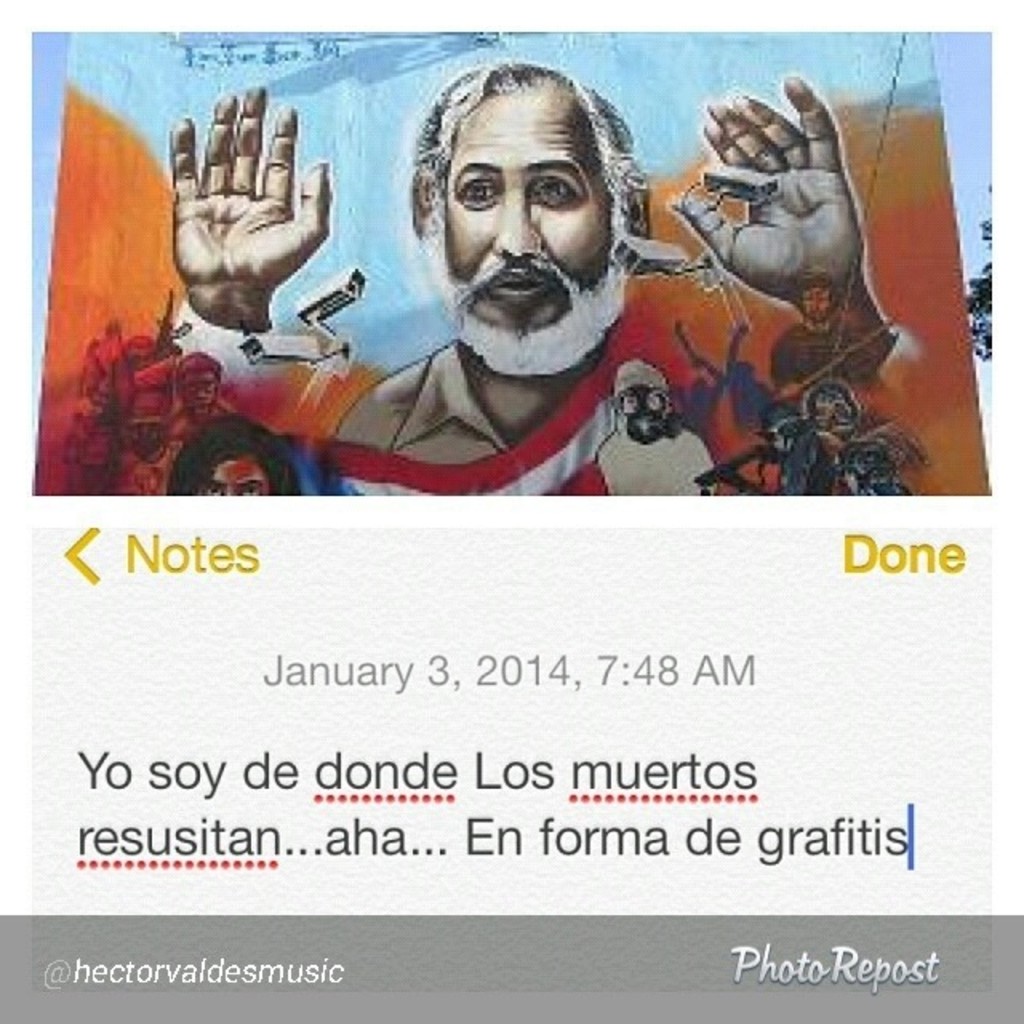 Notes
Done
January 3, 2014, 7:48 AM
Yo soy de donde Los muertos
resusitan...aha... En forma de grafitis
@hectorvaldesmusic
PhotoRepost